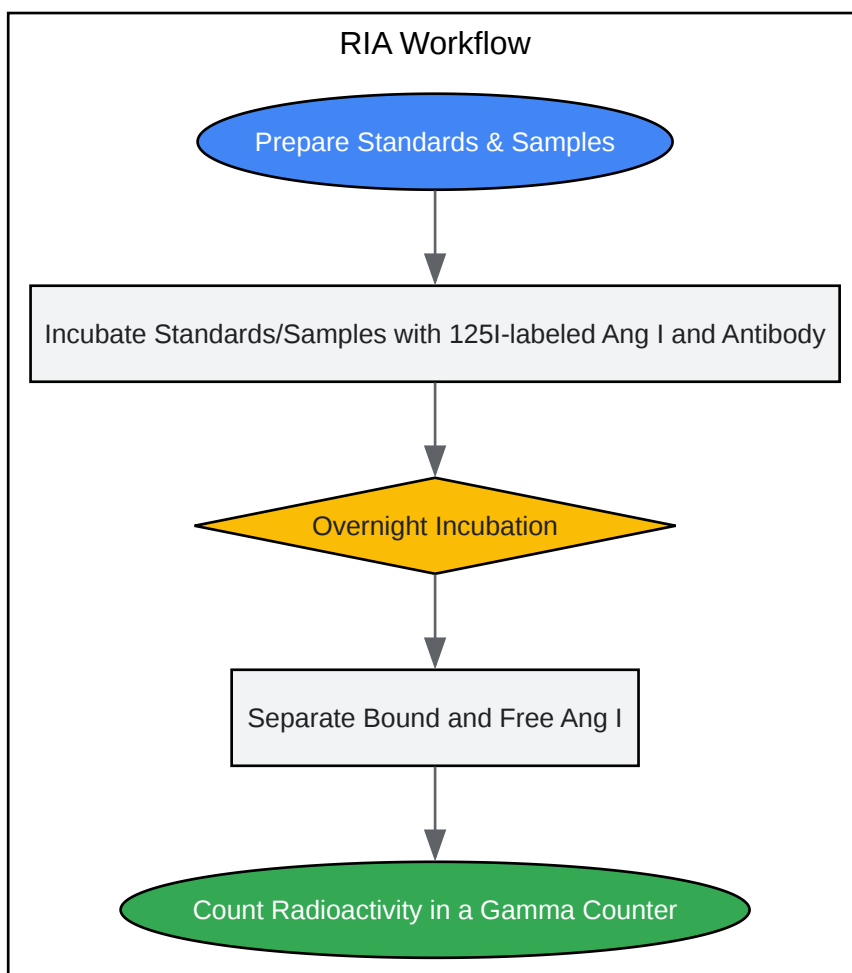 RIA Workflow
Prepare Standards & Samples
Incubate Standards/Samples with 125I-labeled Ang I and Antibody
Overnight Incubation
Separate Bound and Free Ang I
Count Radioactivity in a Gamma Counter